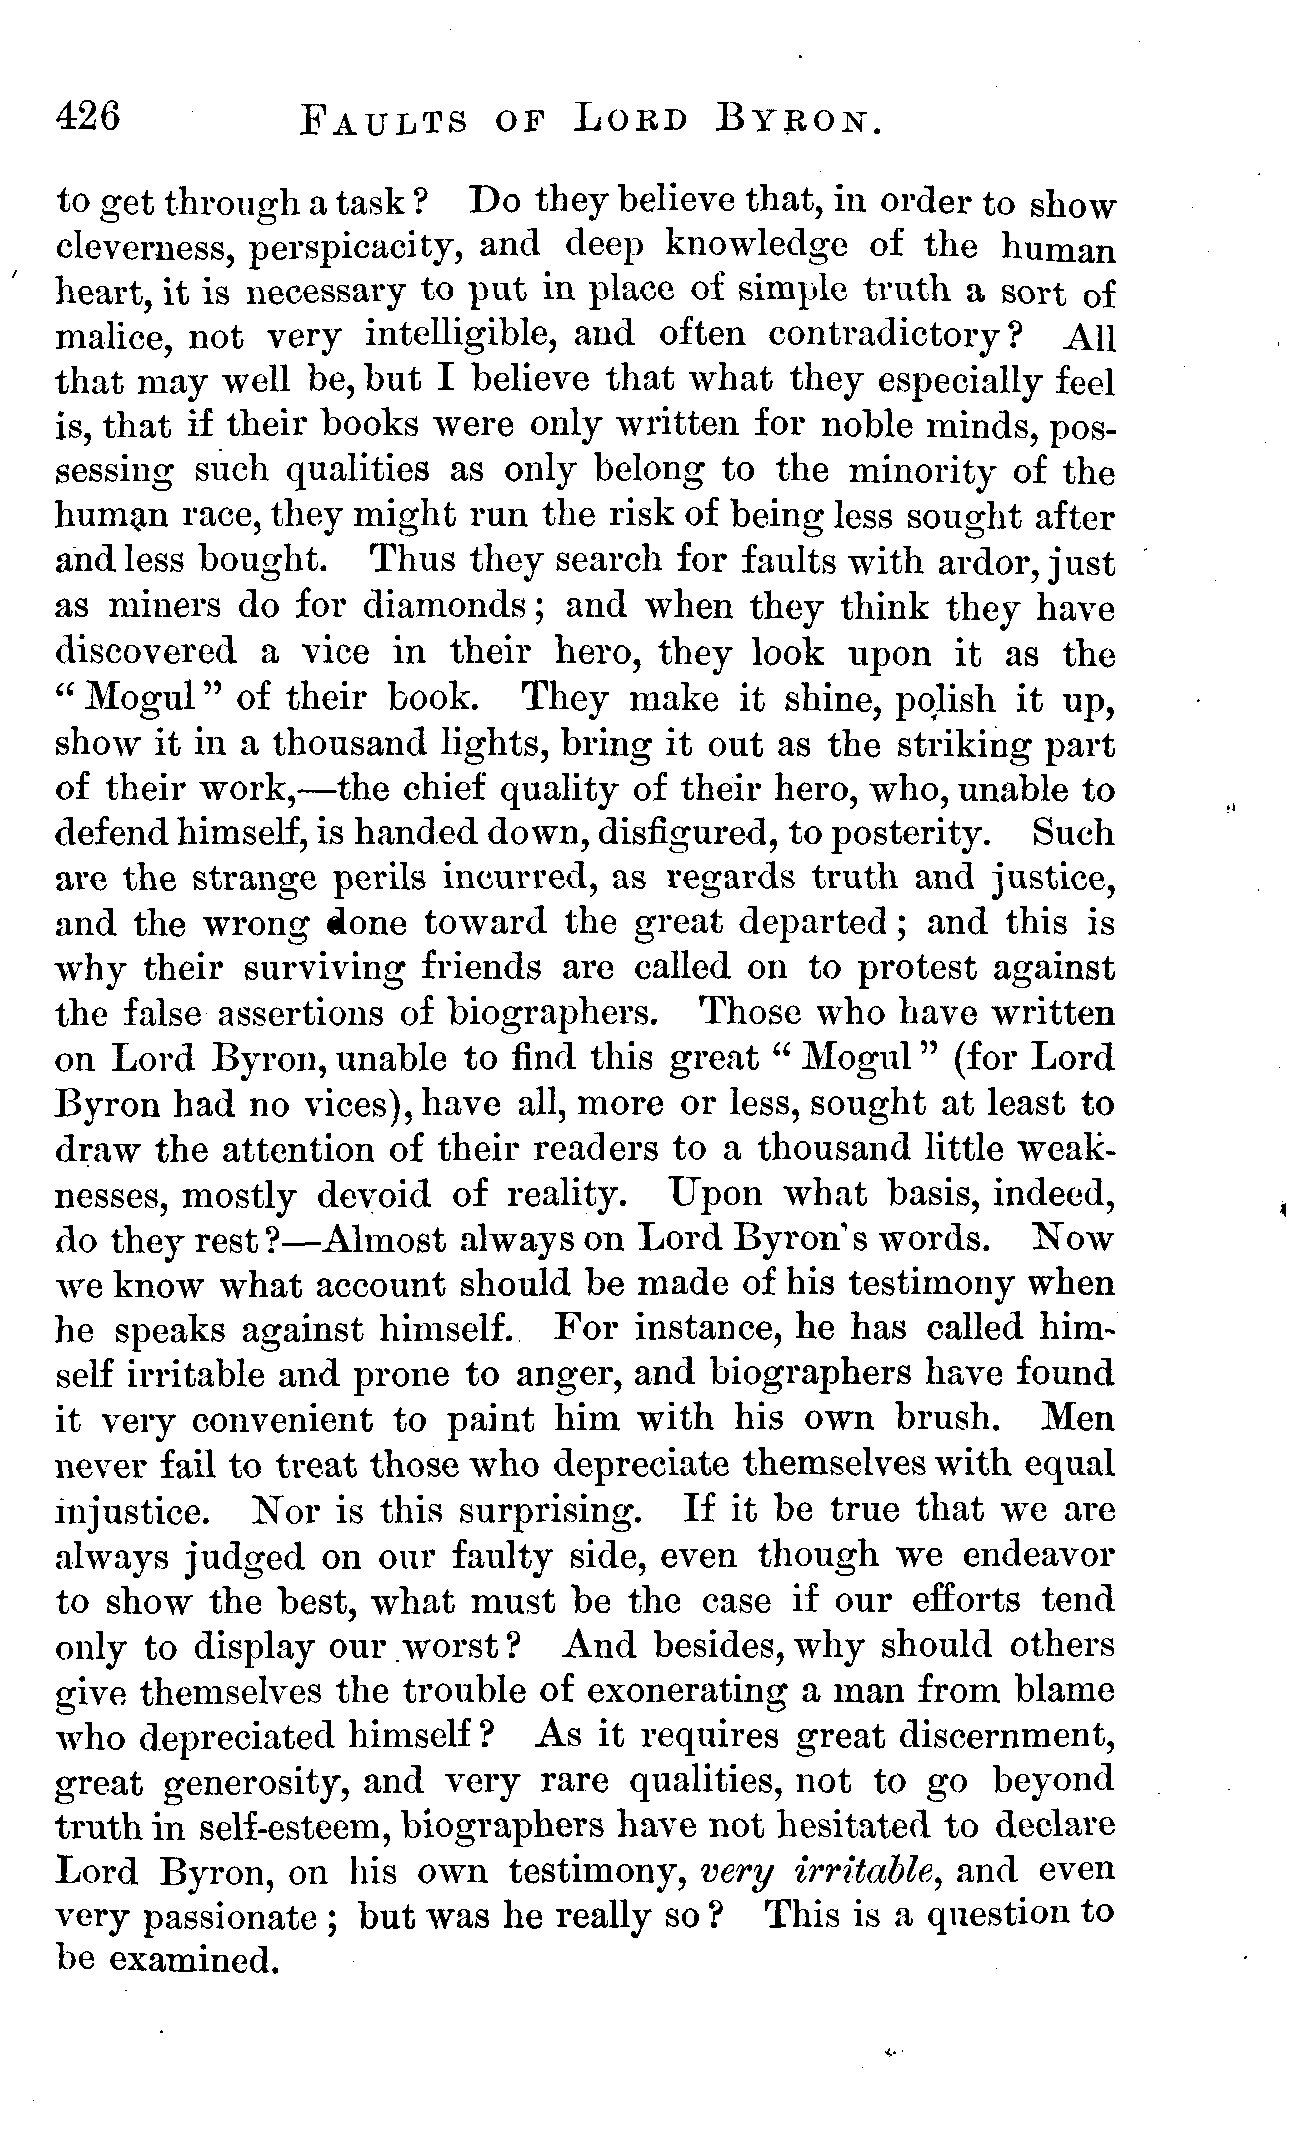 426 FAULTS OF LORD BYRON.
to get through a task? Do they believe that, in order to show
cleverness, perspicacity, and deep knowledge of the human
heart, it is necessary to put in place of simple truth a sort of
malice, not very intelligible, and often contradictory? All
that may well be, but I believe that what they especially feel
is, that if their books were only written for noble minds, pos-
sessing such qualities as only belong to the minority of the
human race, they might run the risk of being less sought after
and less bought. Thus they search for faults with ardor, just
as miners do for diamonds; and when they think they have
discovered a vice in their hero, they look upon it as the
“Mogul” of their book. They make it shine, polish it up,
show it in a thousand lights, bring it out as the striking part
of their work,—the chief quality of their hero, who, unable to
defend himself, is handed down, disfigured, to posterity. Such
are the strange perils incurred, as regards truth and justice,
and the wrong done toward the great departed; and this is
why their surviving friends are called on to protest against
the false assertions of biographers. Those who have written
on Lord Byron, unable to find this great “Mogul” (for Lord
Byron had no vices), have all, more or less, sought at least to
draw the attention of their readers to a thousand little weak-
nesses, mostly devoid of reality. Upon what basis, indeed,
do they rest?—Almost always on Lord Byron's words. Now
we know what account should be made of his testimony when
he speaks against himself. For instance, he has called him-
self irritable and prone to anger, and biographers have found
it very convenient to paint him with his own brush. Men
never fail to treat those who depreciate themselves with equal
injustice. Nor is this surprising. If it be true that we are
always judged on our faulty side, even though we endeavor
to show the best, what must be the case if our efforts tend
only to display our worst? And besides, why should others
give themselves the trouble of exonerating a man from blame
who depreciated himself? As it requires great discernment,
great generosity, and very rare qualities, not to go beyond
truth in self-esteem, biographers have not hesitated to declare
Lord Byron, on his own testimony, very irritable, and even
very passionate; but was he really so? This is a question to
be examined.